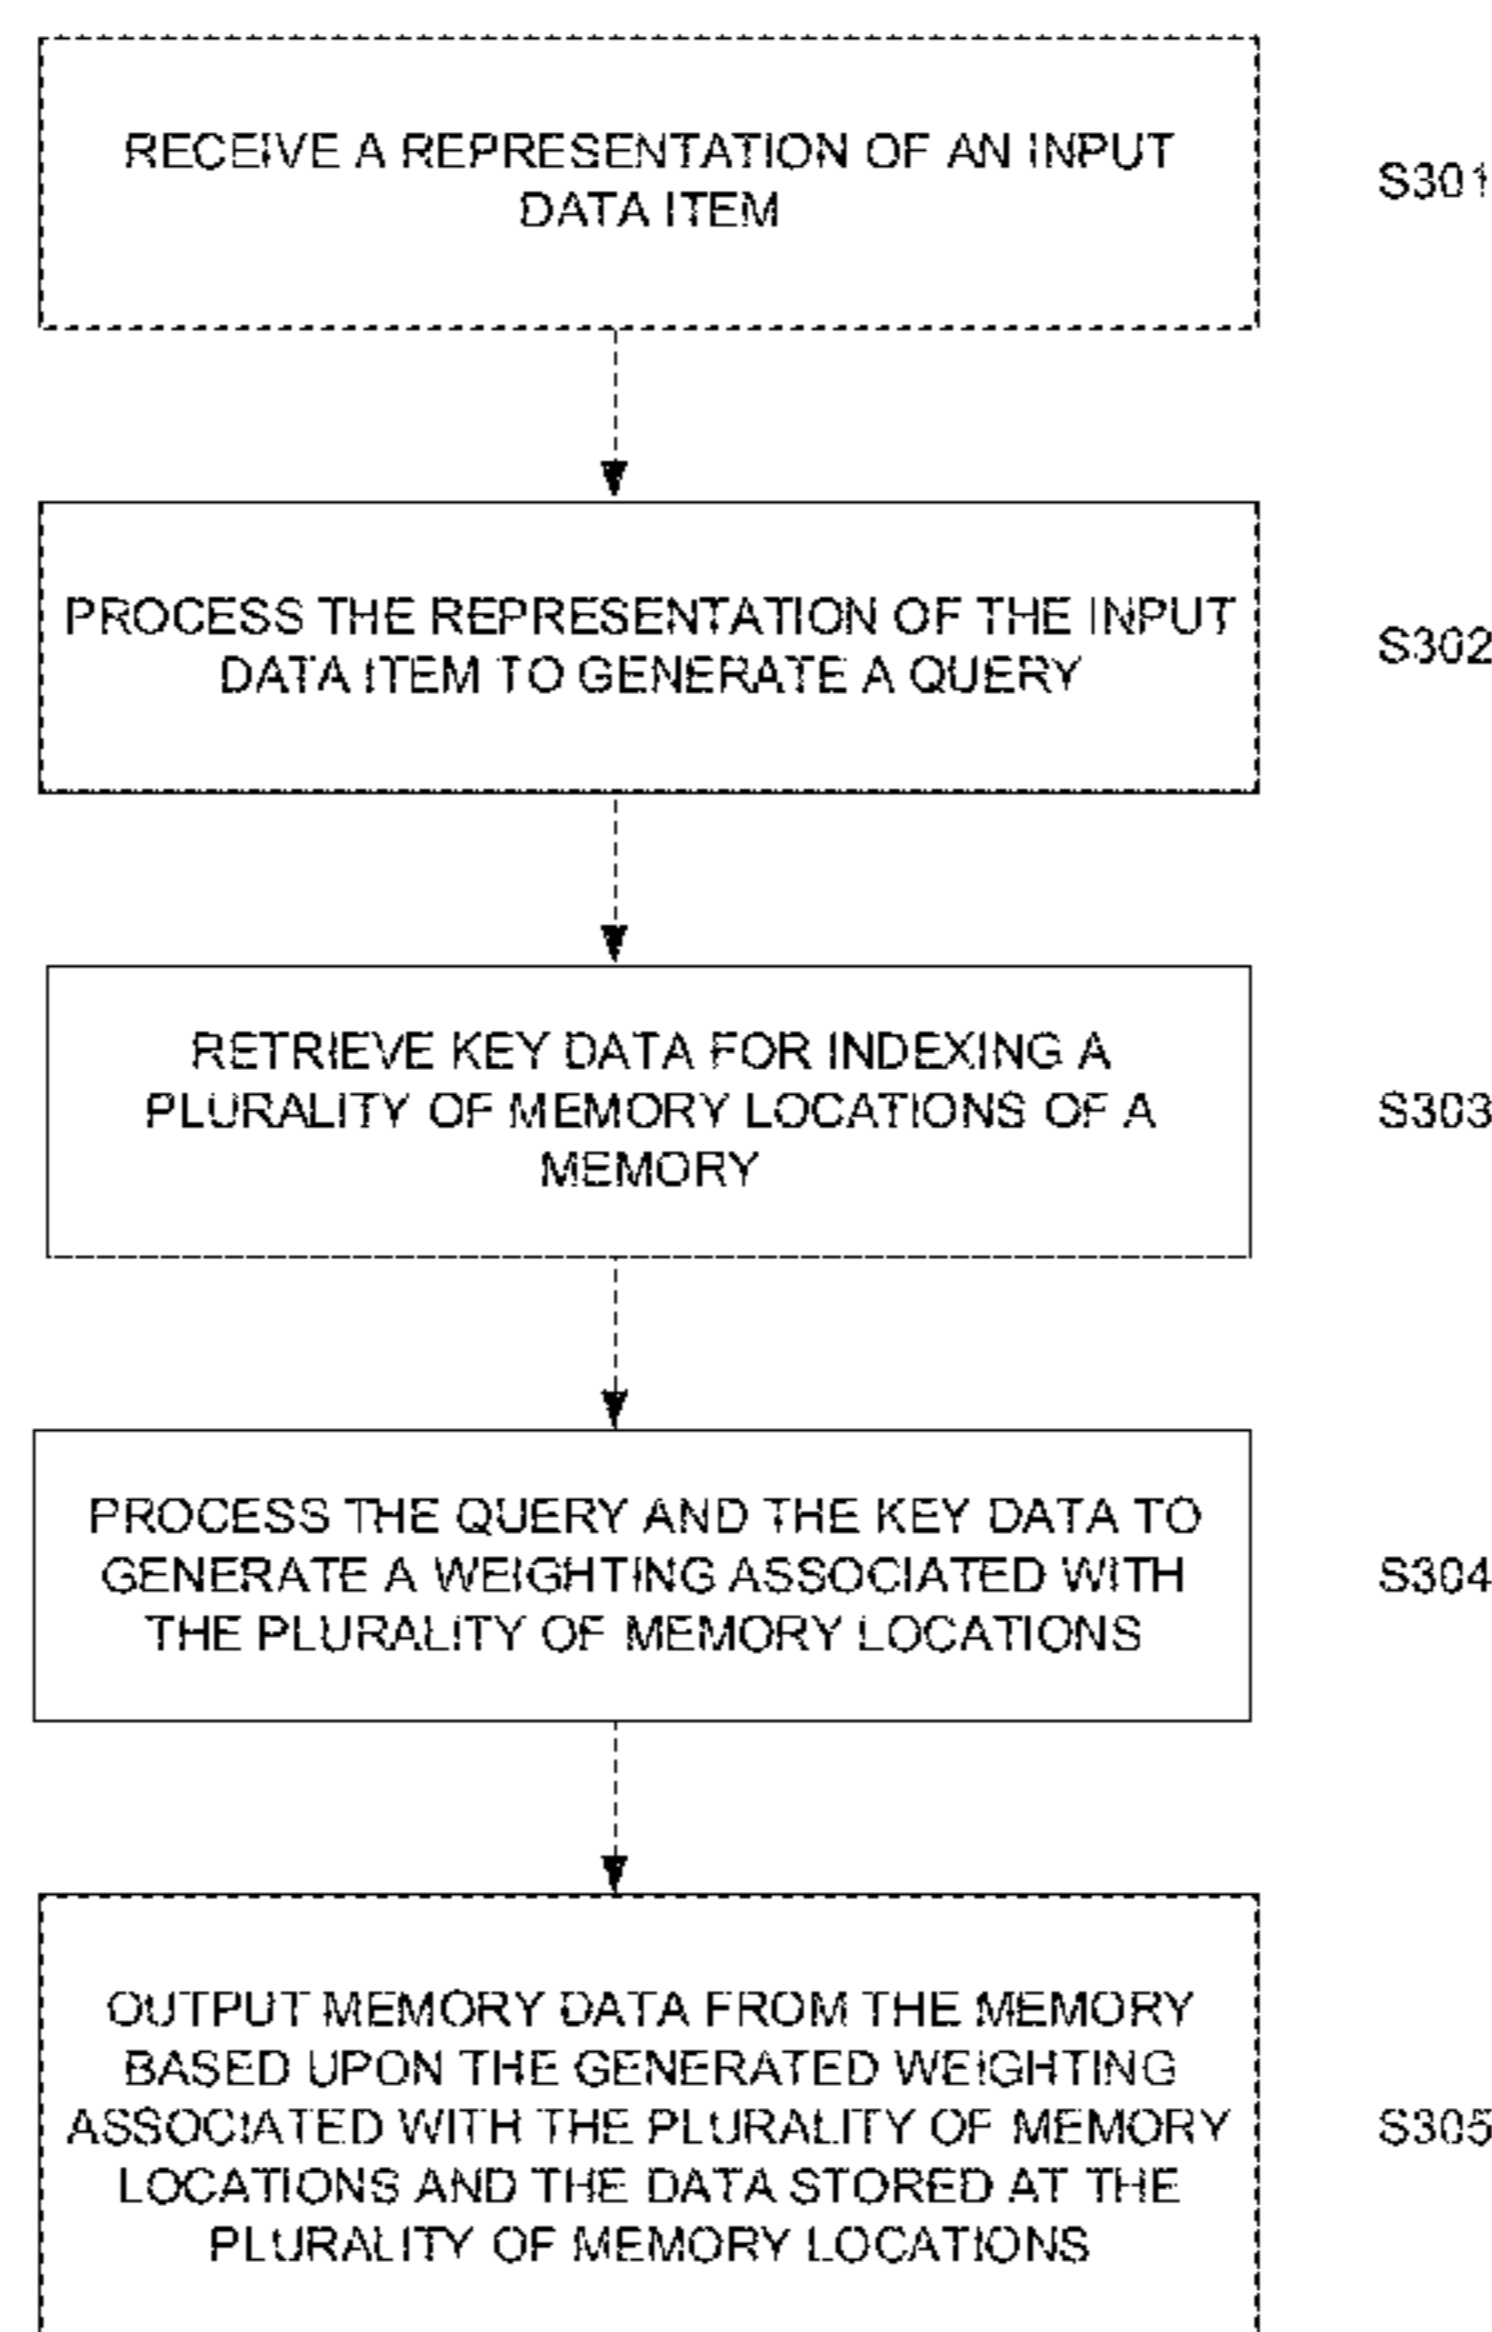 RECEIVE A REPRESENTATION OF AN INPUT
DATA ITEM
S301
PROCESS THE REPRESENTATION OF THE INPUT
DATA ITEM TO GENERATE A QUERY
S302
RETRIEVE KEY DATA FOR INDEXING A
PLURALITY OF MEMORY LOCATIONS OF A
MEMORY
S303
PROCESS THE QUERY AND THE KEY DATA TO
GENERATE A WEIGHTING ASSOCIATED WITH
THE PLURALITY OF MEMORY LOCATIONS
S304
OUTPUT MEMORY DATA FROM THE MEMORY
BASED UPON THE GENERATED WEIGHTING
ASSOCIATED WITH THE PLURALITY OF MEMORY
LOCATIONS AND THE DATA STORED AT THE
PLURALITY OF MEMORY LOCATIONS
S305